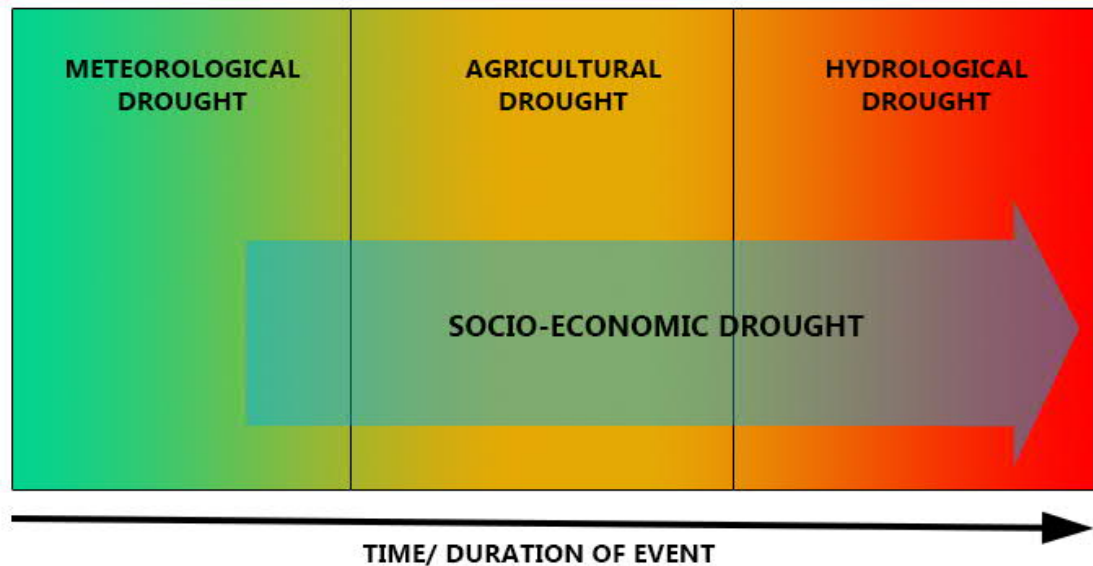 METEOROLOGICAL
DROUGHT
AGRICULTURAL
DROUGHT
HYDROLOGICAL
DROUGHT
SOCIO-ECONOMIC DROUGHT
TIME/ DURATION OF EVENT